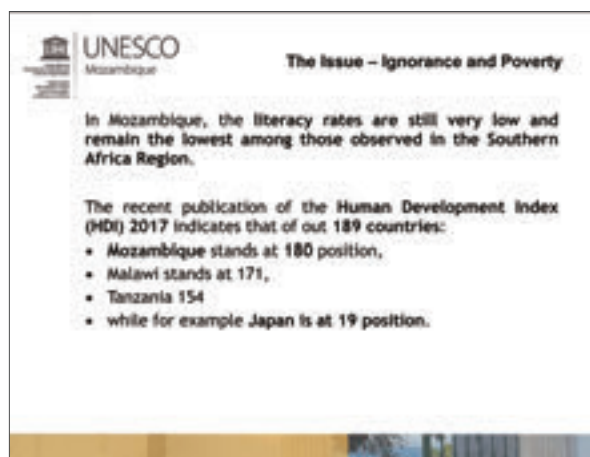 UNESCO
Mozambique
The Issue – Ignorance and Poverty
In Mozambique, the literacy rates are still very low and
remain the lowest among those observed in the Southern
Africa Region.
The recent publication of the Human Development Index
(HDI) 2017 indicates that of out 189 countries:
• Mozambique stands at 180 position,
• Malawi stands at 171,
• Tanzania 154
• while for example Japan is at 19 position.